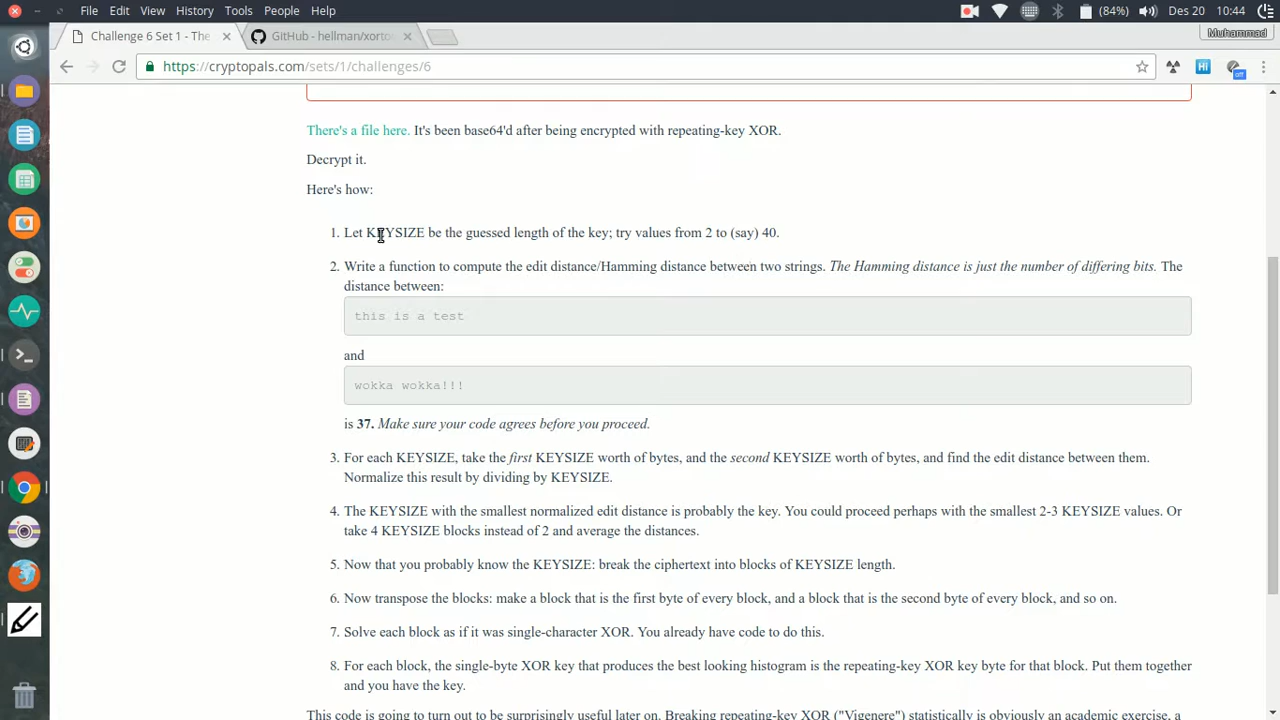 File Edit View History Tools People Help (84%) Des 20 10:44
Challenge 6 Set 1 - The GitHub - hellman/xorto Muhammad
https://cryptopals.com/sets/1/challenges/6 Hi off
There's a file here. It's been base64'd after being encrypted with repeating-key XOR.
Decrypt it.
Here's how:
1. Let KEYSIZE be the guessed length of the key; try values from 2 to (say) 40.
2. Write a function to compute the edit distance/Hamming distance between two strings. The Hamming distance is just the number of differing bits. The
distance between:
this is a test
and
wokka wokka!!!
is 37. Make sure your code agrees before you proceed.
3. For each KEYSIZE, take the first KEYSIZE worth of bytes, and the second KEYSIZE worth of bytes, and find the edit distance between them.
Normalize this result by dividing by KEYSIZE.
4. The KEYSIZE with the smallest normalized edit distance is probably the key. You could proceed perhaps with the smallest 2-3 KEYSIZE values. Or
take 4 KEYSIZE blocks instead of 2 and average the distances.
5. Now that you probably know the KEYSIZE: break the ciphertext into blocks of KEYSIZE length.
6. Now transpose the blocks: make a block that is the first byte of every block, and a block that is the second byte of every block, and so on.
7. Solve each block as if it was single-character XOR. You already have code to do this.
8. For each block, the single-byte XOR key that produces the best looking histogram is the repeating-key XOR key byte for that block. Put them together
and you have the key.
This code is going to turn out to be surprisingly useful later on. Breaking repeating-key XOR ("Vigenere") statistically is obviously an academic exercise, a